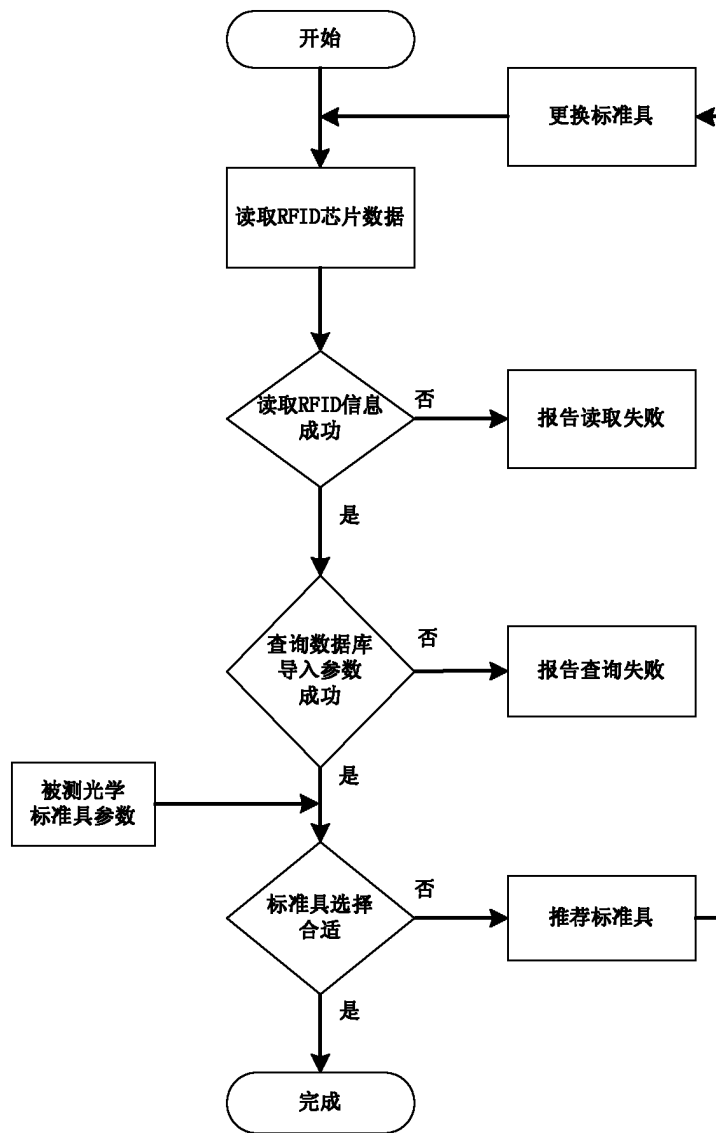 开始
更换标准具
读取RFID芯片数据
读取RFID信息
成功
否
报告读取失败
是
查询数据库
导入参数
成功
否
报告查询失败
是
被测光学
标准具参数
标准具选择
合适
否
推荐标准具
是
完成